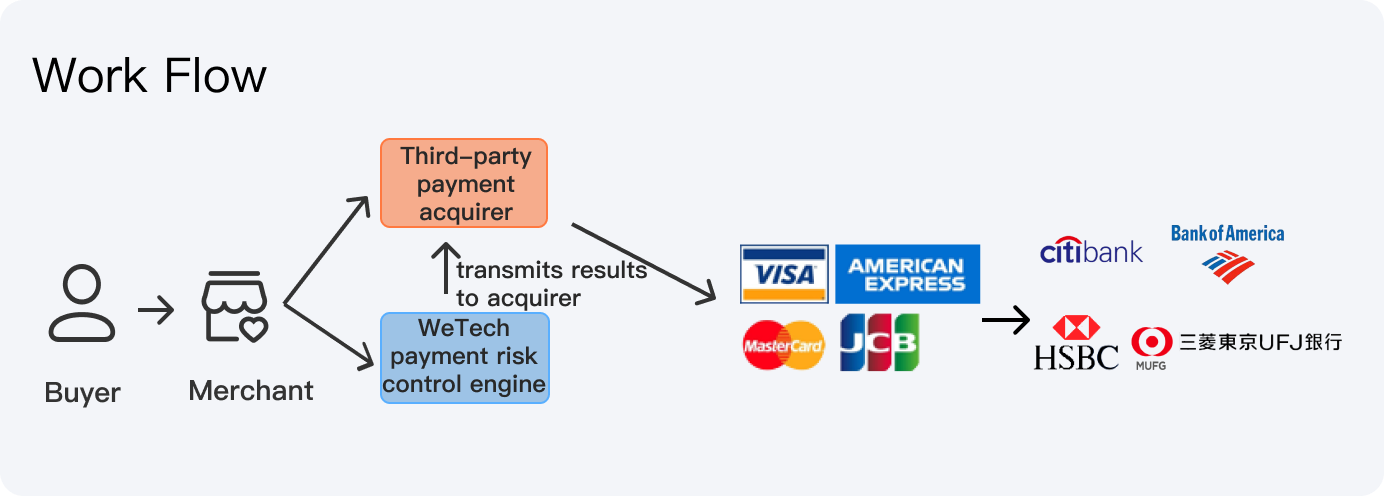 Work Flow
Third-party
payment
acquirer
transmits results
to acquirer
WeTech
payment risk
control engine
Buyer
Merchant
VISA
AMERICAN
EXPRESS
MasterCard
JCB
citibank
Bank of America
HSBC
MUFG
三菱東京UFJ銀行